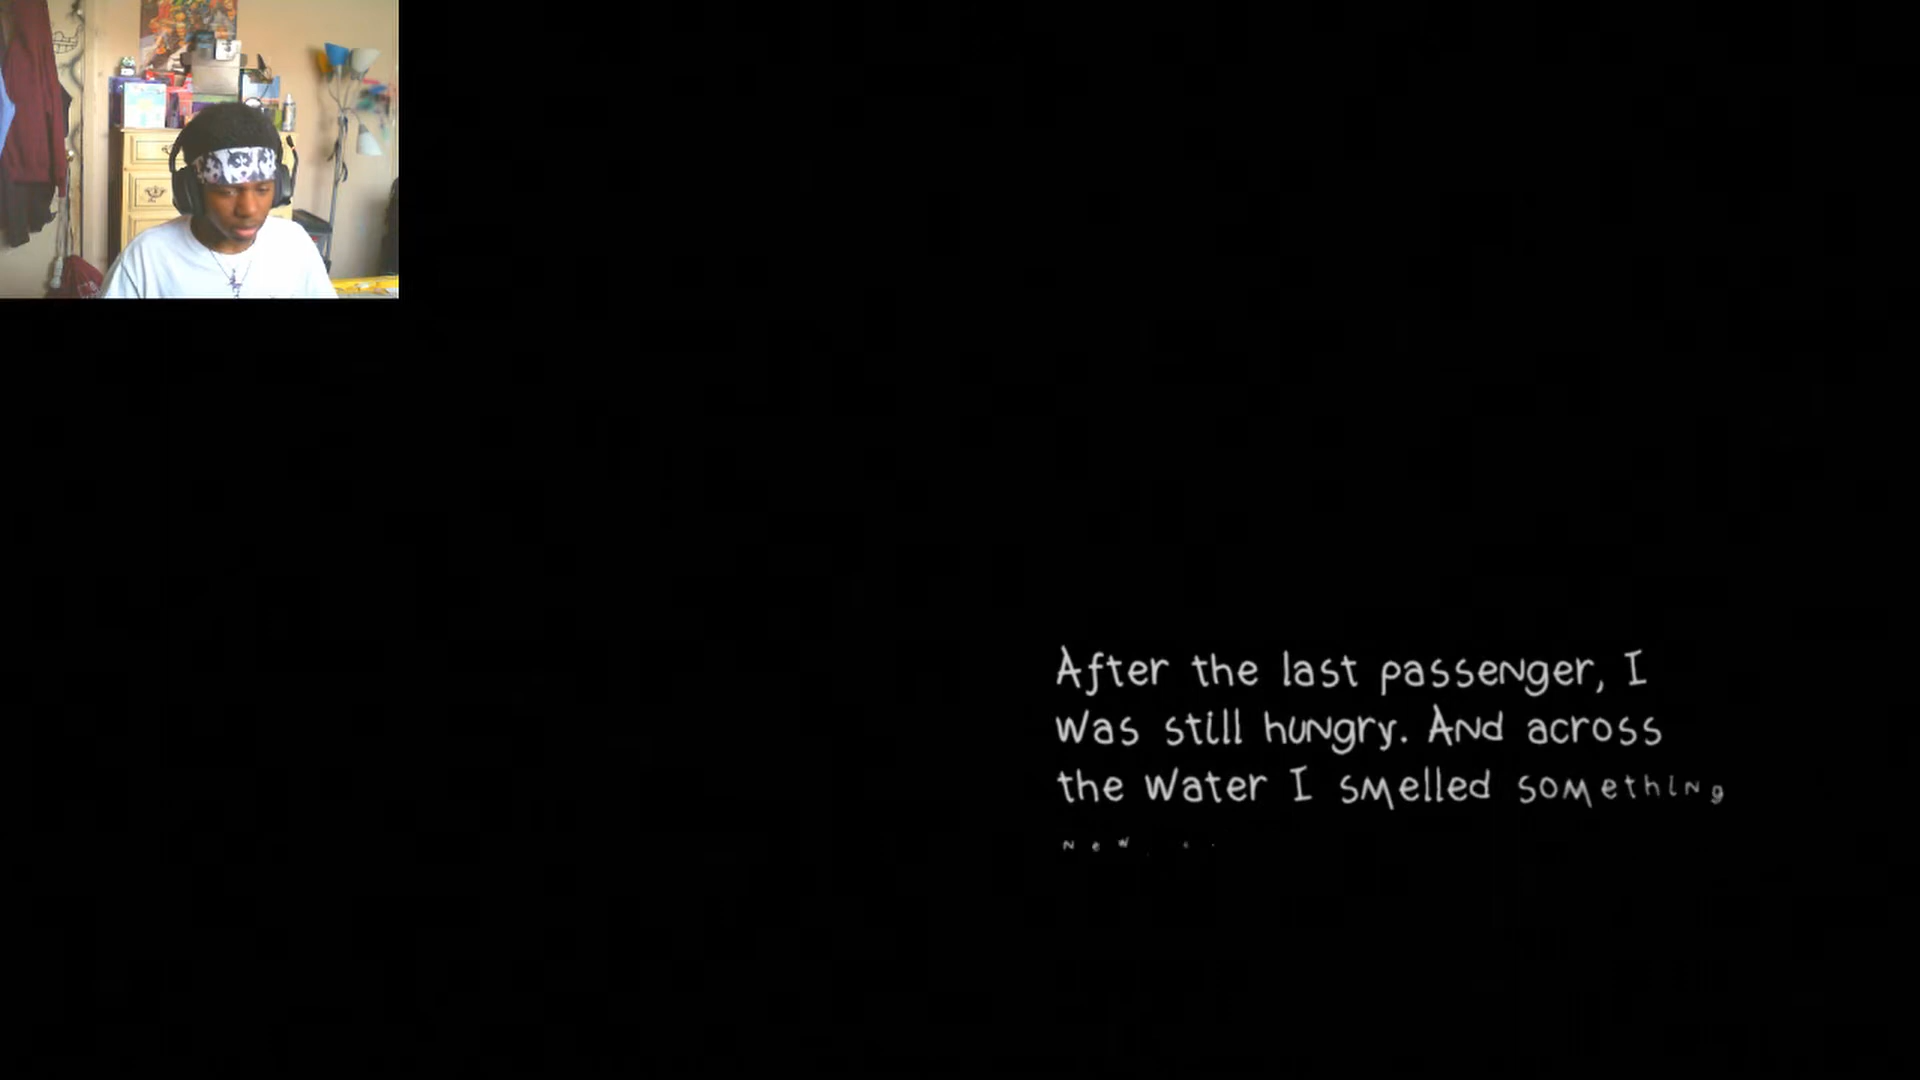 After the last passenger, I
was still hungry. And across
the water I smelled something
new